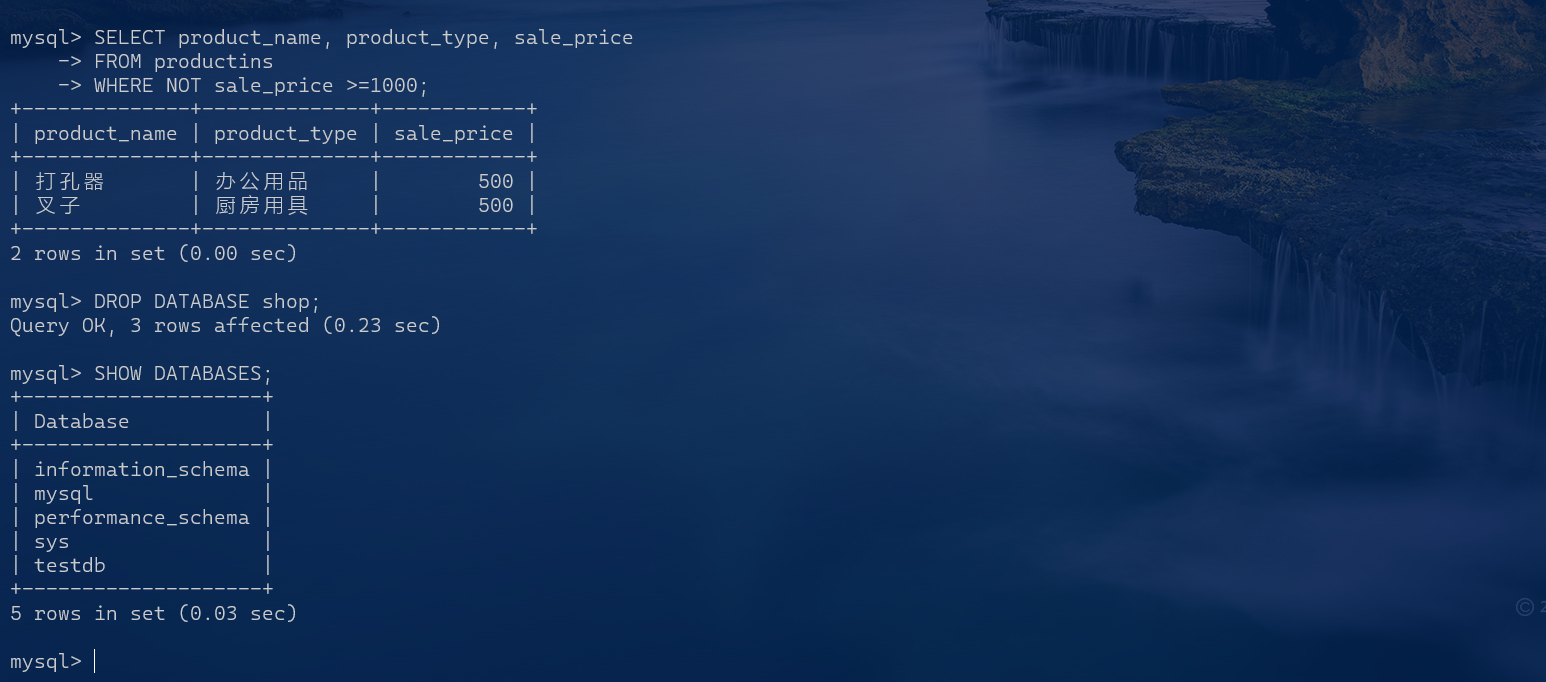 mysql> SELECT product_name, product_type, sale_price
    -> FROM productins
    -> WHERE NOT sale_price >=1000;
+--------------+--------------+------------+
| product_name | product_type | sale_price |
+--------------+--------------+------------+
| 打孔器       | 办公用品     |        500 |
| 叉子         | 厨房用具     |        500 |
+--------------+--------------+------------+
2 rows in set (0.00 sec)

mysql> DROP DATABASE shop;
Query OK, 3 rows affected (0.23 sec)

mysql> SHOW DATABASES;
+--------------------+
| Database           |
+--------------------+
| information_schema |
| mysql              |
| performance_schema |
| sys                |
| testdb             |
+--------------------+
5 rows in set (0.03 sec)

mysql>
©